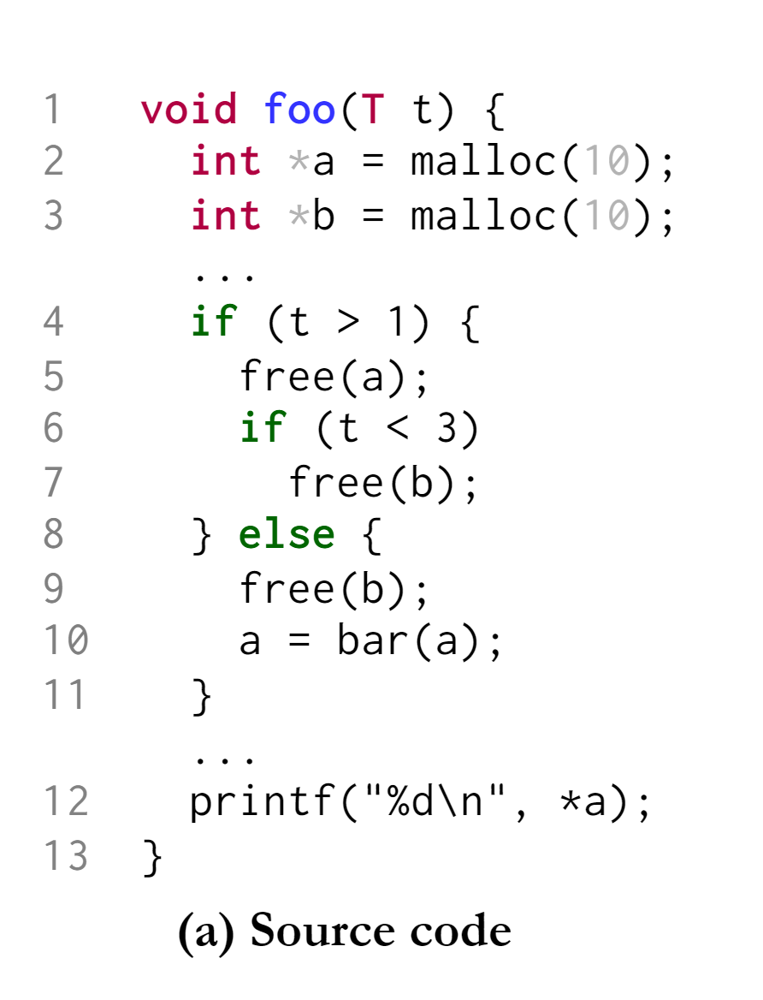 1 void foo(T t) {
2 int *a = malloc(10);
3 int *b = malloc(10);
...
4 if (t > 1) {
5 free(a);
6 if (t < 3)
7 free(b);
8 } else {
9 free(b);
10 a = bar(a);
11 }
...
12 printf("%d\n", *a);
13 }
(a) Source code